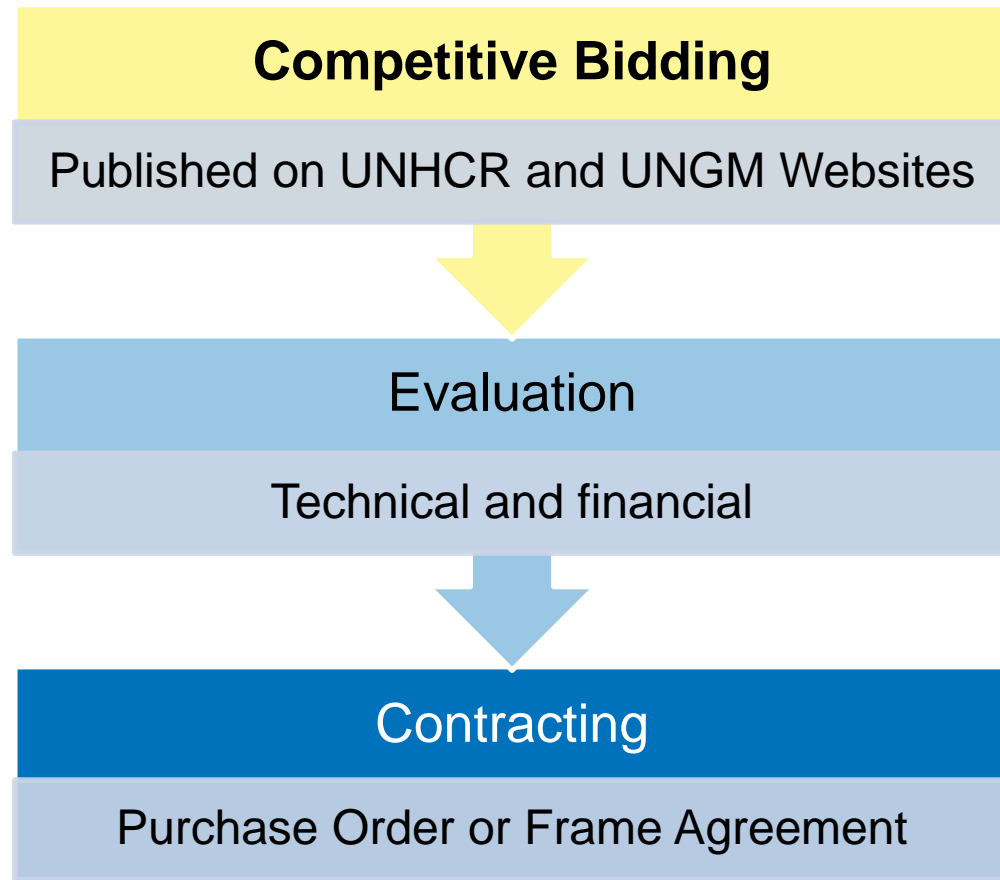 Competitive Bidding
Published on UNHCR and UNGM Websites
Evaluation
Technical and financial
Contracting
Purchase Order or Frame Agreement